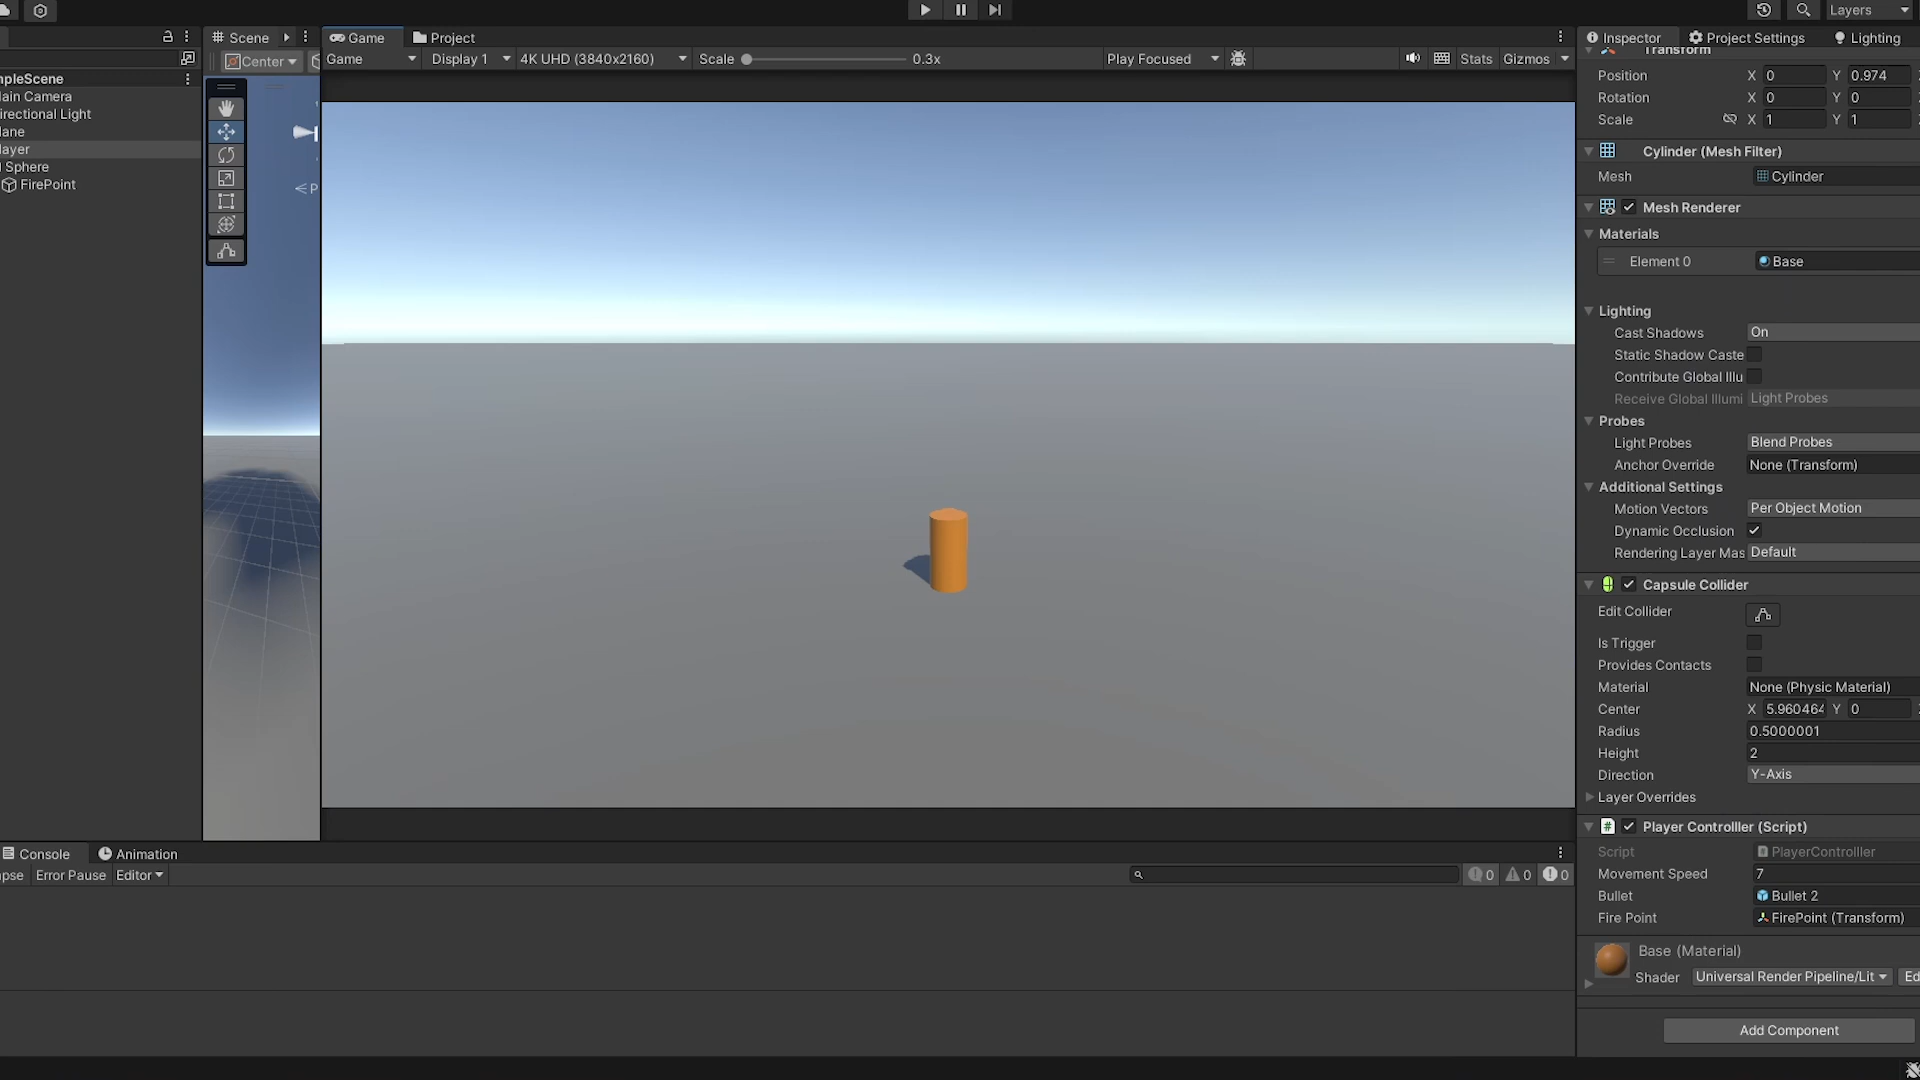 Layers
Scene
Game
Project
Inspector
Project Settings
Lighting
Center
Game
Display 1
4K UHD (3840x2160)
Scale
0.3x
Play Focused
Stats
Gizmos
mpleScene
ain Camera
irectional Light
lane
layer
Sphere
FirePoint
P
Transform
Position X 0 Y 0.974
Rotation X 0 Y 0
Scale X 1 Y 1
Cylinder (Mesh Filter)
Mesh Cylinder
Mesh Renderer
Materials
Element 0 Base
Lighting
Cast Shadows On
Static Shadow Caste
Contribute Global Illu
Receive Global Illumi Light Probes
Probes
Light Probes Blend Probes
Anchor Override None (Transform)
Additional Settings
Motion Vectors Per Object Motion
Dynamic Occlusion
Rendering Layer Mas Default
Capsule Collider
Edit Collider
Is Trigger
Provides Contacts
Material None (Physic Material)
Center X 5.960464 Y 0
Radius 0.5000001
Height 2
Direction Y-Axis
Layer Overrides
# Player Controlller (Script)
Script PlayerControlller
Movement Speed 7
Bullet Bullet 2
Fire Point FirePoint (Transform)
Base (Material)
Shader Universal Render Pipeline/Lit Ed
Add Component
Console
Animation
pse Error Pause Editor
0 0 0